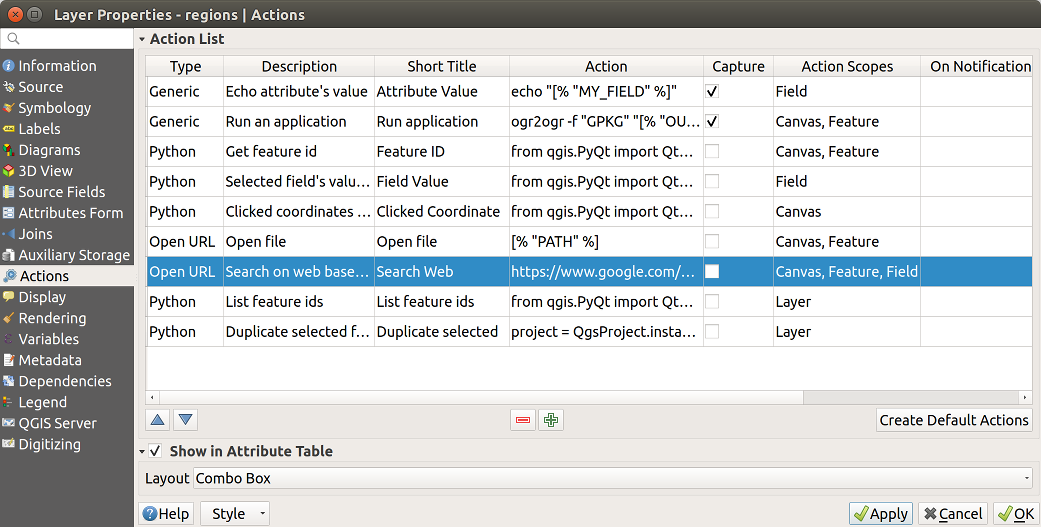 Layer Properties - regions | Actions
Information
Source
Symbology
Labels
Diagrams
3D View
Source Fields
Attributes Form
Joins
Auxiliary Storage
Actions
Display
Rendering
Variables
Metadata
Dependencies
Legend
QGIS Server
Digitizing
Action List
Type Description Short Title Action Capture Action Scopes On Notification
Generic Echo attribute's value Attribute Value echo "[% "MY_FIELD" %]" Field
Generic Run an application Run application ogr2ogr -f "GPKG" "[% "OU... Canvas, Feature
Python Get feature id Feature ID from qgis.PyQt import Qt... Canvas, Feature
Python Selected field's valu... Field Value from qgis.PyQt import Qt... Field
Python Clicked coordinates ... Clicked Coordinate from qgis.PyQt import Qt... Canvas
Open URL Open file Open file [% "PATH" %] Canvas, Feature
Open URL Search on web base... Search Web https://www.google.com/... Canvas, Feature, Field
Python List feature ids List feature ids from qgis.PyQt import Qt... Layer
Python Duplicate selected f... Duplicate selected project = QgsProject.insta... Layer
Create Default Actions
Show in Attribute Table
Layout Combo Box
Help Style Apply Cancel OK